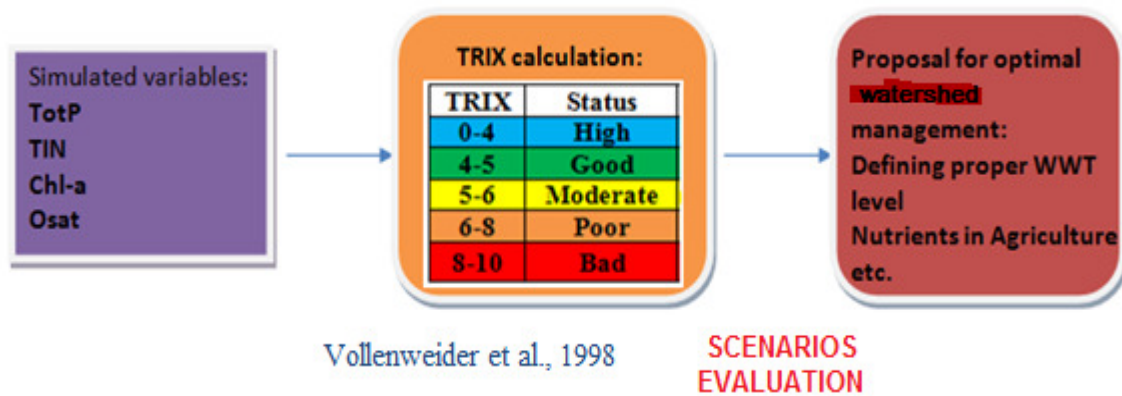 Simulated variables:
TotP
TIN
Chl-a
Osat
TRIX calculation:
TRIX Status
0-4 High
4-5 Good
5-6 Moderate
6-8 Poor
8-10 Bad
Proposal for optimal
watershed
management:
Defining proper WWT
level
Nutrients in Agriculture
etc.
Vollenweider et al., 1998
SCENARIOS
EVALUATION